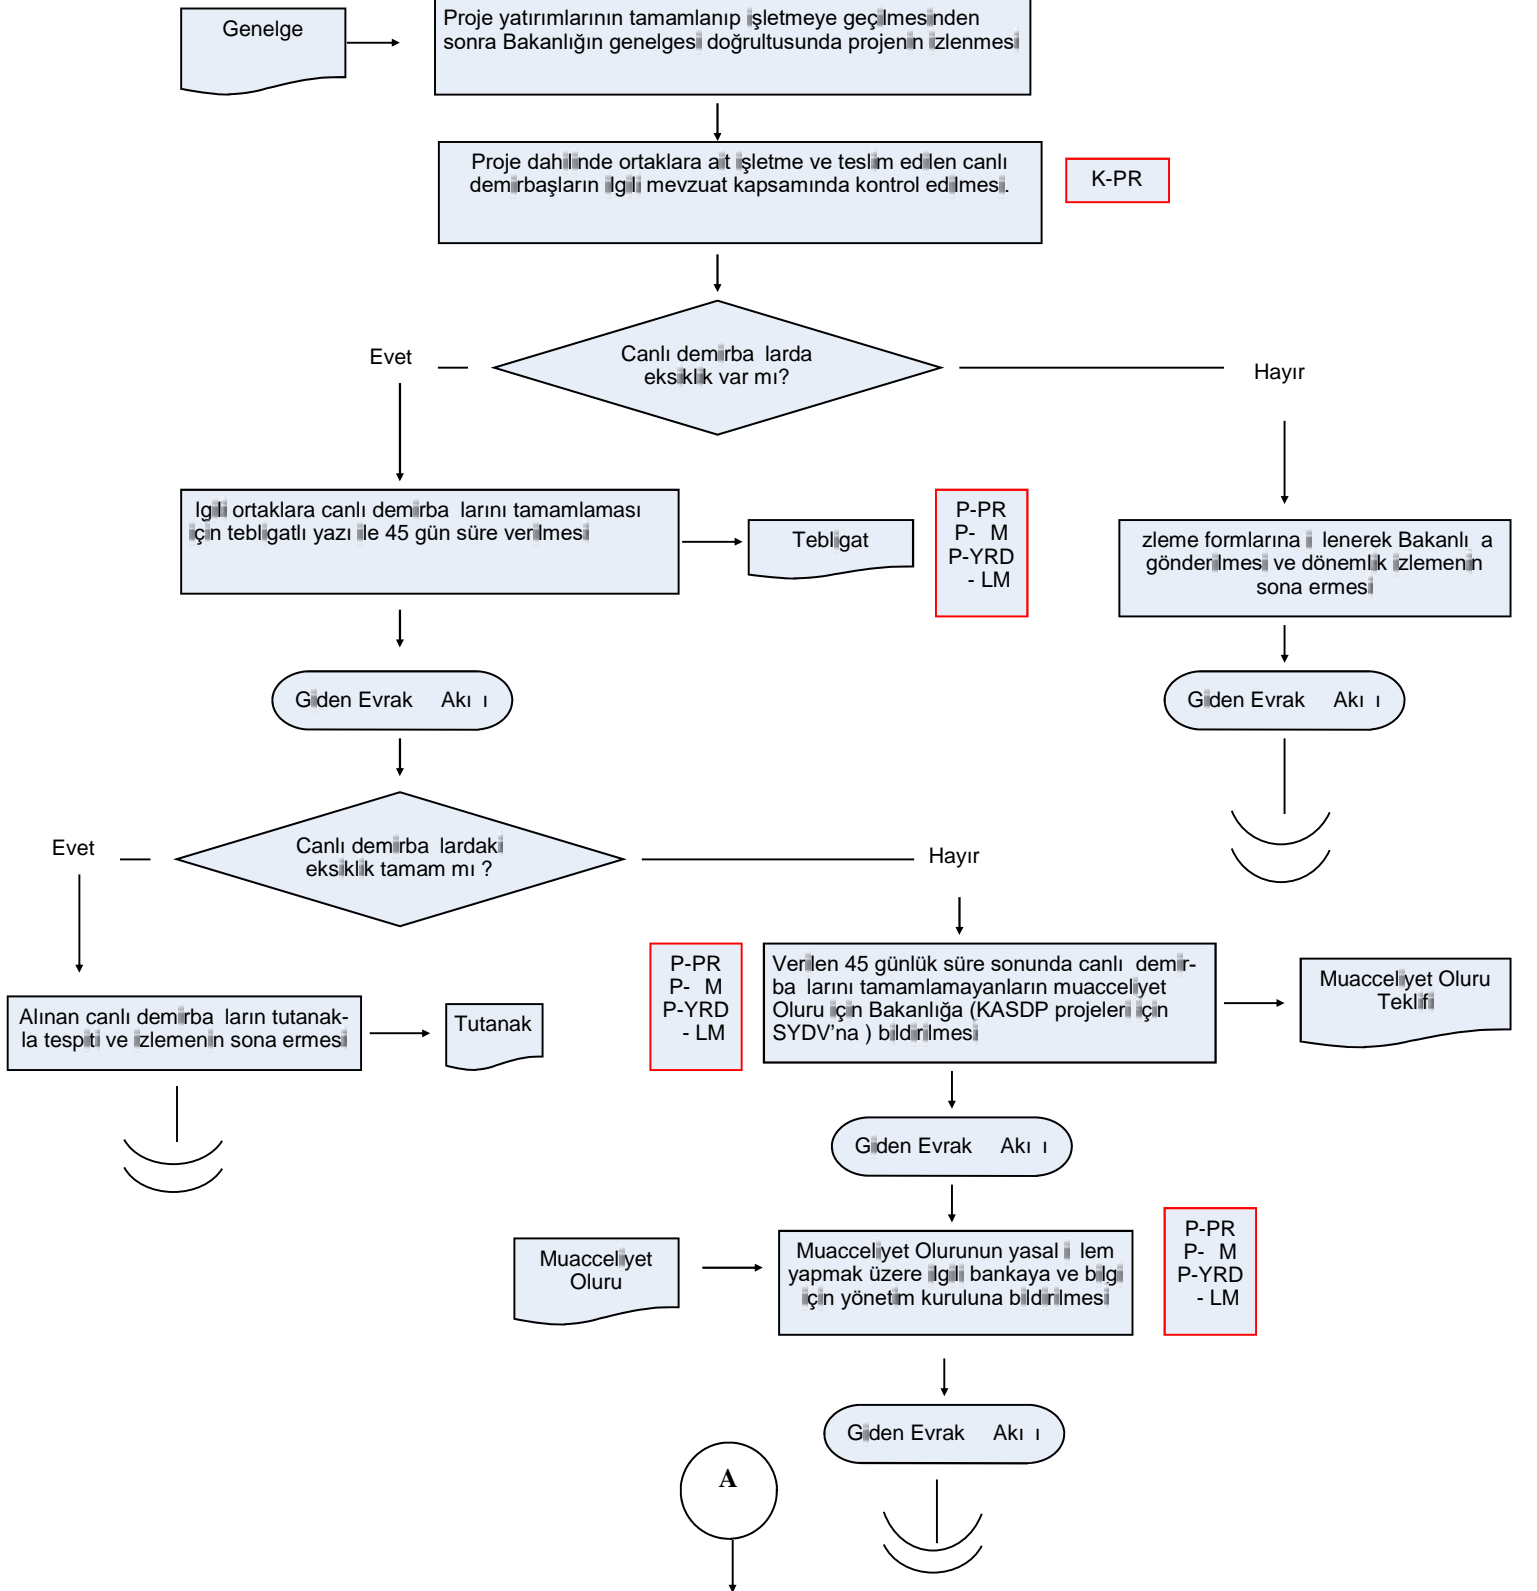 Genelge
Proje yatırımlarının tamamlanıp işletmeye geçilmesinden
sonra Bakanlığın genelgesi doğrultusunda projenin izlenmesi
Proje dahilinde ortaklara ait işletme ve teslim edilen canlı
demirbaşların ilgili mevzuat kapsamında kontrol edilmesi.
K-PR
Canlı demirba larda
eksiklik var mı?
Evet
Hayır
Ilgili ortaklara canlı demirba larını tamamlaması
için tebligatlı yazı ile 45 gün süre verilmesi
Tebligat
P-PR
P- M
P-YRD
- LM
zleme formlarına i lenerek Bakanlı a
gönderilmesi ve dönemlik izlemenin
sona ermesi
Giden Evrak Akı ı
Giden Evrak Akı ı
Canlı demirba lardaki
eksiklik tamam mı ?
Evet
Hayır
Alınan canlı demirba ların tutanak-
la tespiti ve izlemenin sona ermesi
Tutanak
P-PR
P- M
P-YRD
- LM
Verilen 45 günlük süre sonunda canlı demir-
ba larını tamamlamayanların muacceliyet
Oluru için Bakanlığa (KASDP projeleri için
SYDV’na ) bildirilmesi
Muacceliyet Oluru
Teklifi
Giden Evrak Akı ı
Muacceliyet
Oluru
Muacceliyet Olurunun yasal i lem
yapmak üzere ilgili bankaya ve bilgi
için yönetim kuruluna bildirilmesi
P-PR
P- M
P-YRD
- LM
Giden Evrak Akı ı
A